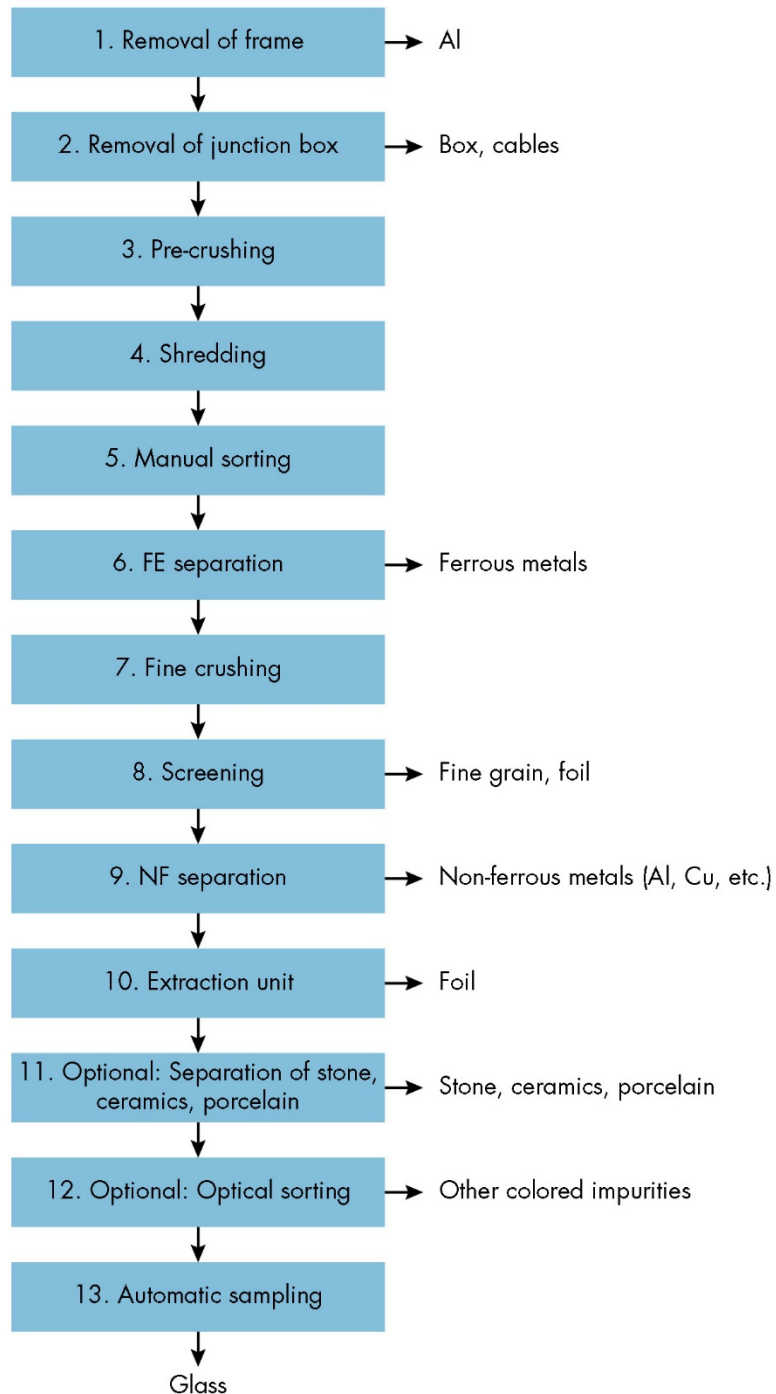 1. Removal of frame
Al
2. Removal of junction box
Box, cables
3. Pre-crushing
4. Shredding
5. Manual sorting
6. FE separation
Ferrous metals
7. Fine crushing
8. Screening
Fine grain, foil
9. NF separation
Non-ferrous metals (Al, Cu, etc.)
10. Extraction unit
Foil
11. Optional: Separation of stone,
ceramics, porcelain
Stone, ceramics, porcelain
12. Optional: Optical sorting
Other colored impurities
13. Automatic sampling
Glass